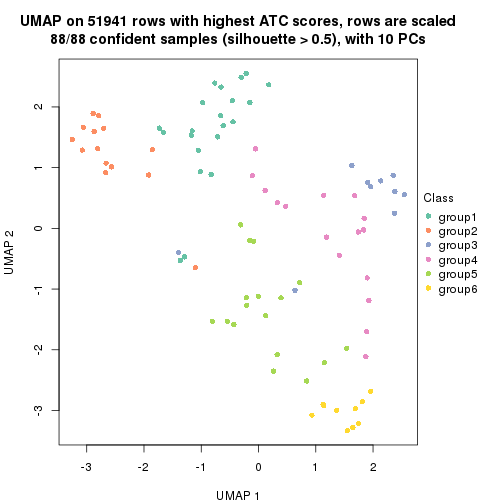 UMAP on 51941 rows with highest ATC scores, rows are scaled
88/88 confident samples (silhouette > 0.5), with 10 PCs
2
1
0
-1
-2
-3
UMAP 2
-3
-2
-1
0
1
2
UMAP 1
Class
group1
group2
group3
group4
group5
group6